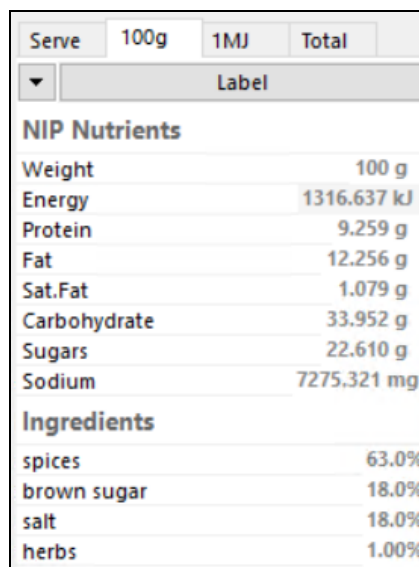 Serve 100g 1MJ Total
Label
NIP Nutrients
Weight 100 g
Energy 1316.637 kJ
Protein 9.259 g
Fat 12.256 g
Sat.Fat 1.079 g
Carbohydrate 33.952 g
Sugars 22.610 g
Sodium 7275.321 mg
Ingredients
spices 63.0%
brown sugar 18.0%
salt 18.0%
herbs 1.00%